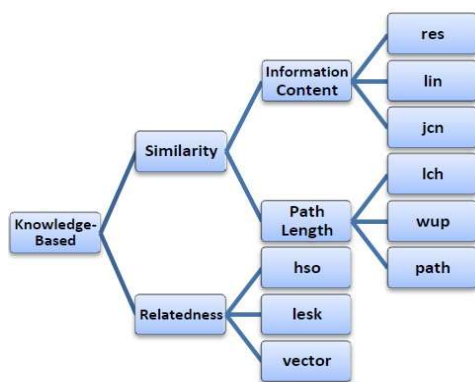 res
Information
Content
lin
jcn
Similarity
lch
Path
Length
wup
Knowledge-
Based
path
hso
Relatedness
lesk
vector